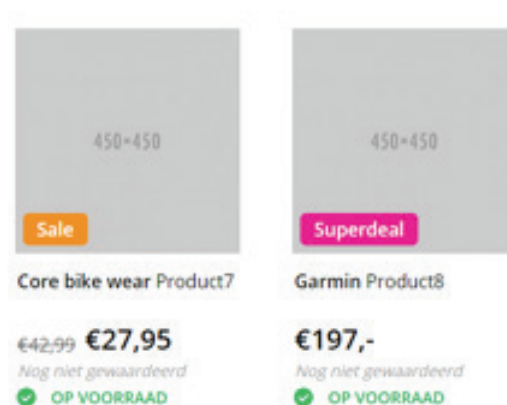 450×450
Sale
Core bike wear Product7
€42,99 €27,95
Nog niet gewaardeerd
OP VOORRAAD
450×450
Superdeal
Garmin Product8
€197,-
Nog niet gewaardeerd
OP VOORRAAD